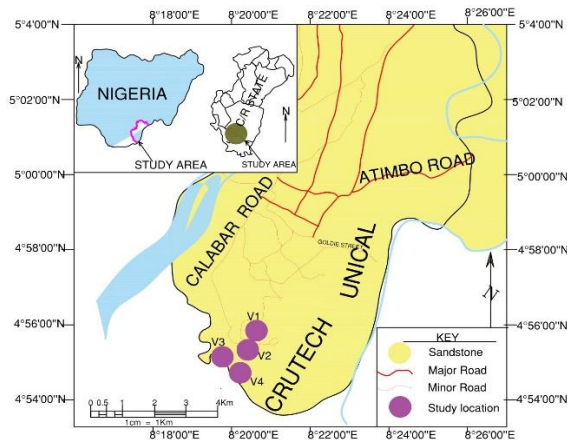 8°18'00"E 8°20'00"E 8°22'00"E 8°24'00"E 8°26'00"E
5°4'00"N
5°4'00"N
5°02'00"N
5°02'00"N
5°00'00"N
5°00'00"N
4°58'00"N
4°58'00"N
4°56'00"N
4°56'00"N
4°54'00"N
4°54'00"N
N
NIGERIA
STUDY AREA
C/R STATE
N
STUDY AREA
ATIMBO ROAD
CALABAR ROAD
GOLDIE STREET
UNICAL
CRUTECH
V1
V2
V3
V4
N
KEY
Sandstone
Major Road
Minor Road
Study location
0 0.5 1 2 3 4Km
1cm = 1Km
8°18'00"E 8°20'00"E 8°22'00"E 8°24'00"E 8°26'00"E